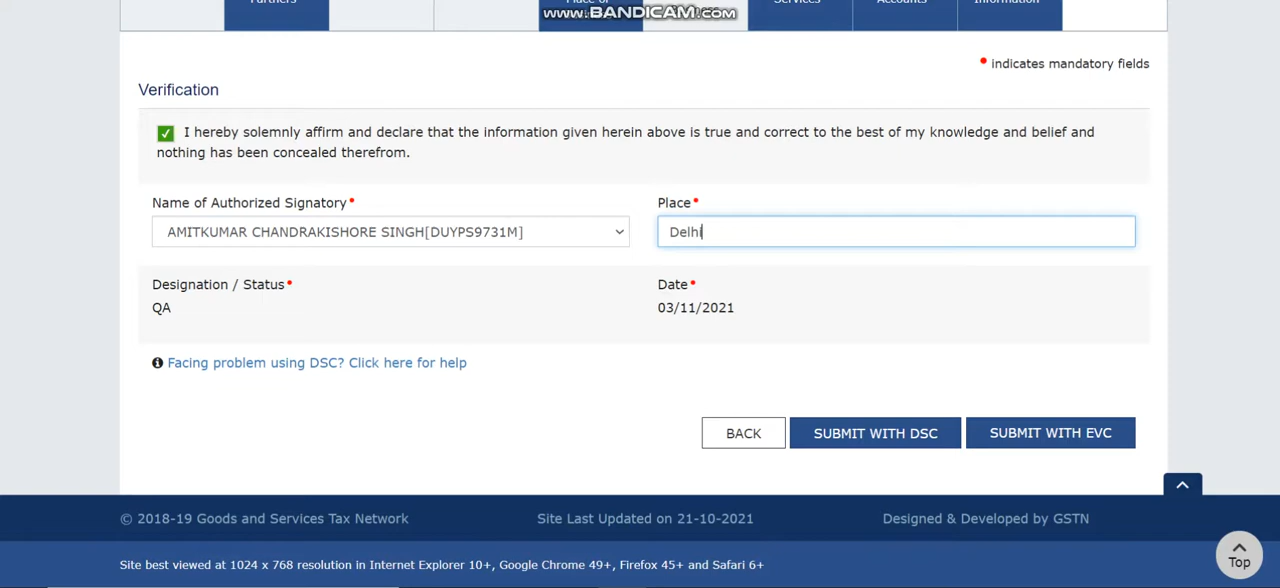 Partners
Place of
Services
Accounts
Information
www.BANDICAM.com
• indicates mandatory fields
Verification
✓ I hereby solemnly affirm and declare that the information given herein above is true and correct to the best of my knowledge and belief and
nothing has been concealed therefrom.
Name of Authorized Signatory•
Place•
AMITKUMAR CHANDRAKISHORE SINGH[DUYPS9731M]
Delhi
Designation / Status•
Date•
QA
03/11/2021
Facing problem using DSC? Click here for help
BACK
SUBMIT WITH DSC
SUBMIT WITH EVC
© 2018-19 Goods and Services Tax Network
Site Last Updated on 21-10-2021
Designed & Developed by GSTN
Top
Site best viewed at 1024 x 768 resolution in Internet Explorer 10+, Google Chrome 49+, Firefox 45+ and Safari 6+